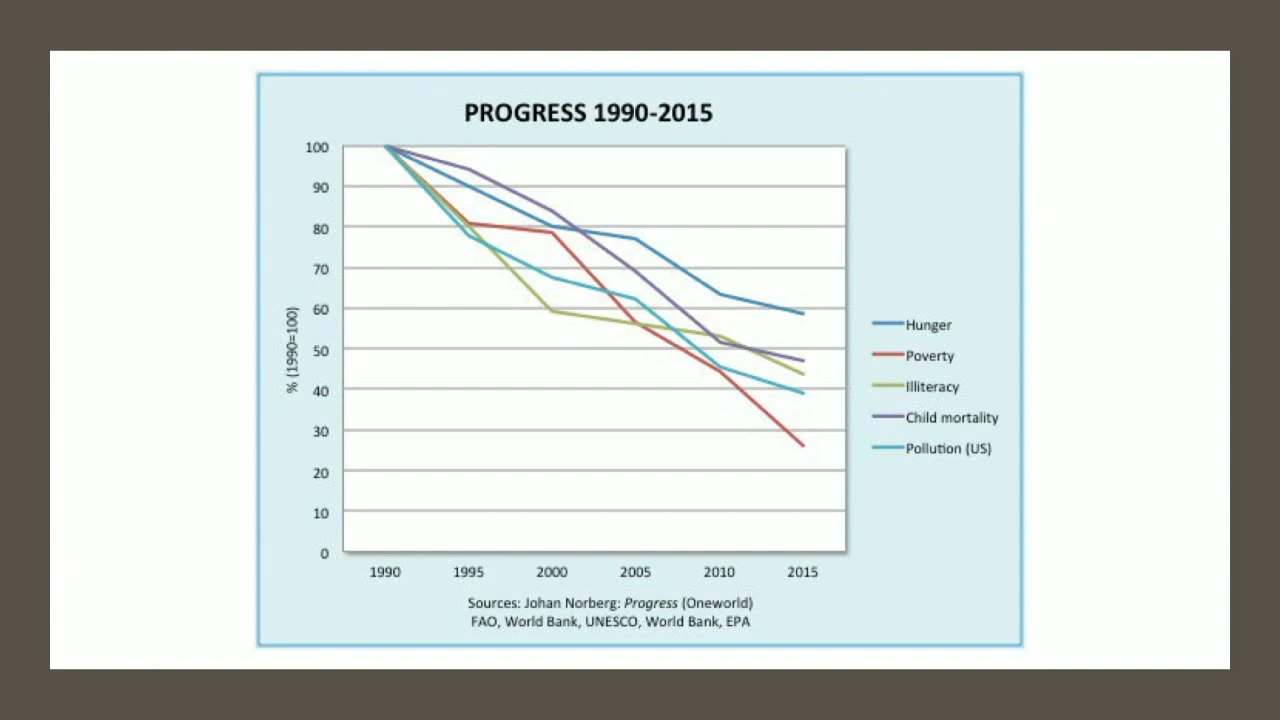 PROGRESS 1990-2015
100
90
80
70
60
50
40
30
20
10
0
% (1990=100)
1990 1995 2000 2005 2010 2015
Hunger
Poverty
Illiteracy
Child mortality
Pollution (US)
Sources: Johan Norberg: Progress (Oneworld)
FAO, World Bank, UNESCO, World Bank, EPA